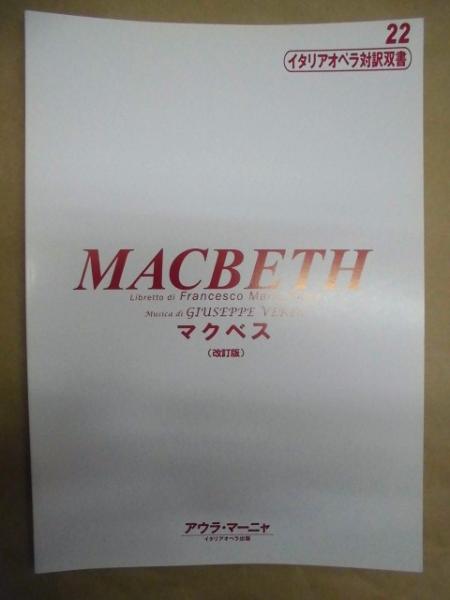 22
イタリアオペラ対訳双書
MACBETH
Libretto di Francesco Maria
Musica di GIUSEPPE VERDI
マクベス
(改訂版)
アウラ・マーニャ
イタリアオペラ出版